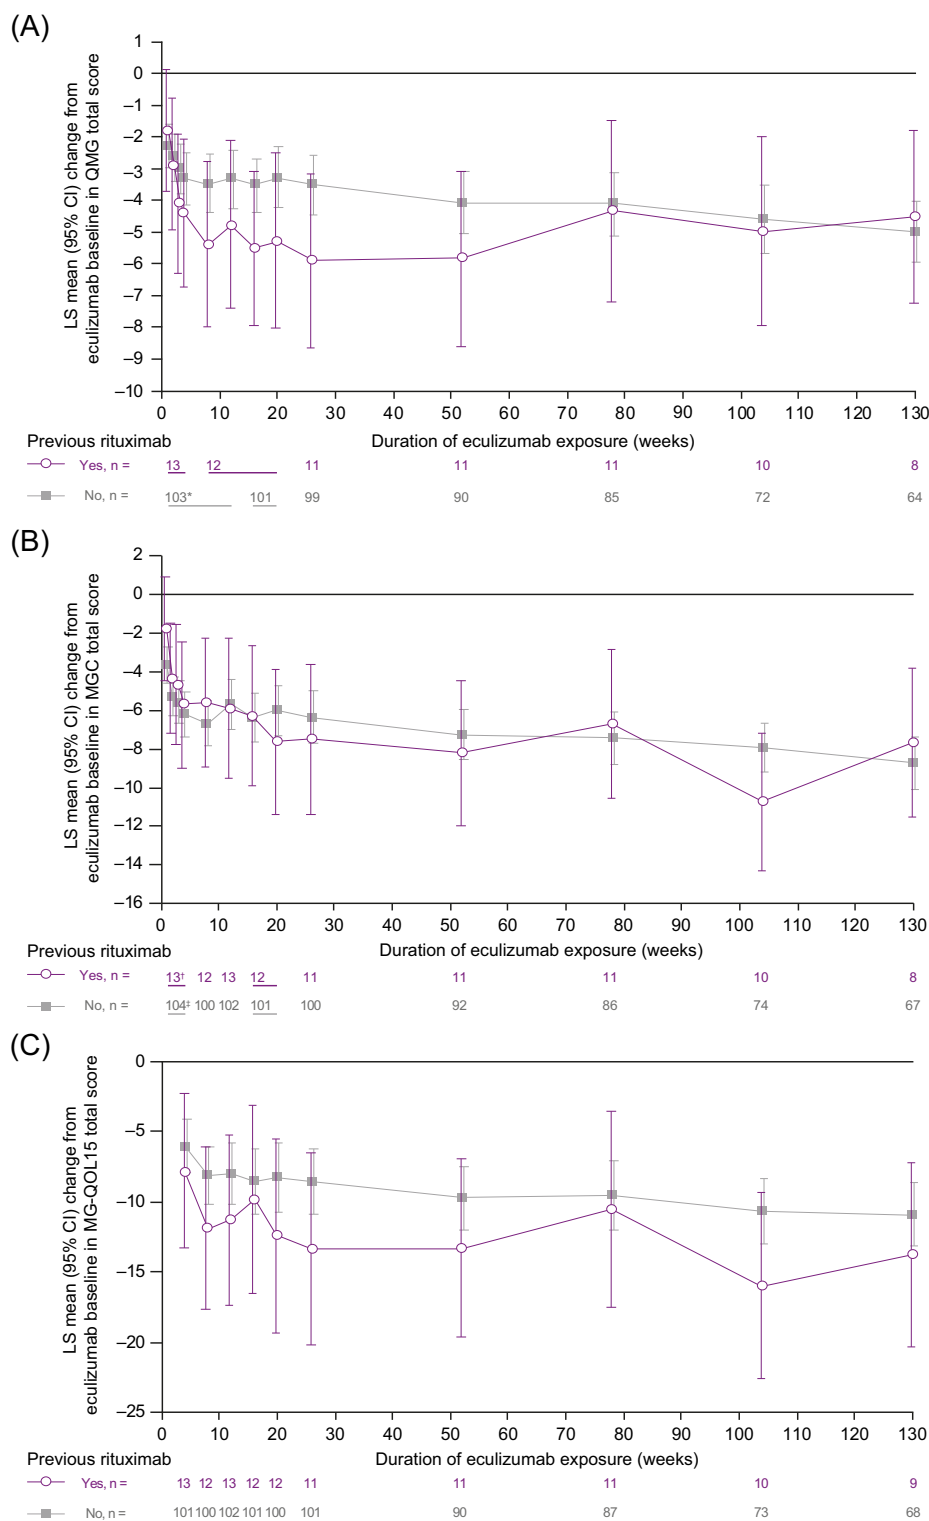 (A)
LS mean (95% CI) change from
eculizumab baseline in QMG total score
1
0
–1
–2
–3
–4
–5
–6
–7
–8
–9
–10
0 10 20 30 40 50 60 70 80 90 100 110 120 130
Previous rituximab Duration of eculizumab exposure (weeks)
Yes, n = 13 12 11 11 11 10 8
No, n = 103* 101 99 90 85 72 64
(B)
LS mean (95% CI) change from
eculizumab baseline in MGC total score
2
0
–2
–4
–6
–8
–10
–12
–14
–16
0 10 20 30 40 50 60 70 80 90 100 110 120 130
Previous rituximab Duration of eculizumab exposure (weeks)
Yes, n = 13† 12 13 12 11 11 11 10 8
No, n = 104‡ 100 102 101 100 92 86 74 67
(C)
LS mean (95% CI) change from
eculizumab baseline in MG-QOL15 total score
0
–5
–10
–15
–20
–25
0 10 20 30 40 50 60 70 80 90 100 110 120 130
Previous rituximab Duration of eculizumab exposure (weeks)
Yes, n = 13 12 13 12 12 11 11 11 10 9
No, n = 101 100 102 101 100 101 90 87 73 68